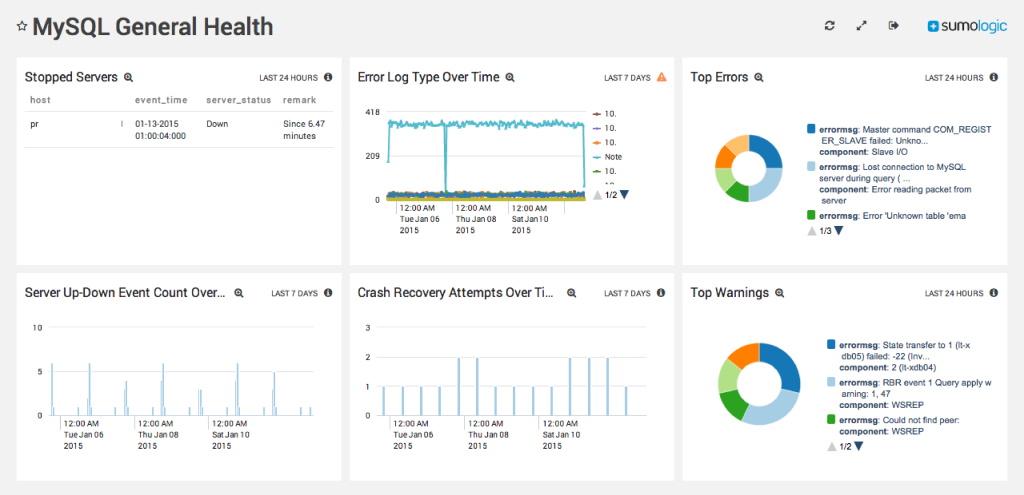 MySQL General Health
sumologic
Stopped Servers
LAST 24 HOURS
host event_time server_status remark
pr 01-13-2015 Down Since 6.47
01:00:04:000 minutes
Error Log Type Over Time
LAST 7 DAYS
418
209
0
12:00 AM 12:00 AM 12:00 AM
Tue Jan 06 Thu Jan 08 Sat Jan 10
2015 2015 2015
10.
10.
10.
Note
10.
1/2
Top Errors
LAST 24 HOURS
errormsg: Master command COM_REGIST
ER_SLAVE failed: Unkno...
component: Slave I/O
errormsg: Lost connection to MySQL
server during query ( ...
component: Error reading packet from
server
errormsg: Error 'Unknown table 'ema
1/3
Server Up-Down Event Count Over...
LAST 7 DAYS
10
5
0
12:00 AM 12:00 AM 12:00 AM
Tue Jan 06 Thu Jan 08 Sat Jan 10
2015 2015 2015
Crash Recovery Attempts Over Ti...
LAST 7 DAYS
3
2
1
0
12:00 AM 12:00 AM 12:00 AM
Tue Jan 06 Thu Jan 08 Sat Jan 10
2015 2015 2015
Top Warnings
LAST 24 HOURS
errormsg: State transfer to 1 (lt-x
db05) failed: -22 (Inv...
component: 2 (lt-xdb04)
errormsg: RBR event 1 Query apply w
arning: 1, 47
component: WSREP
errormsg: Could not find peer:
component: WSREP
1/2